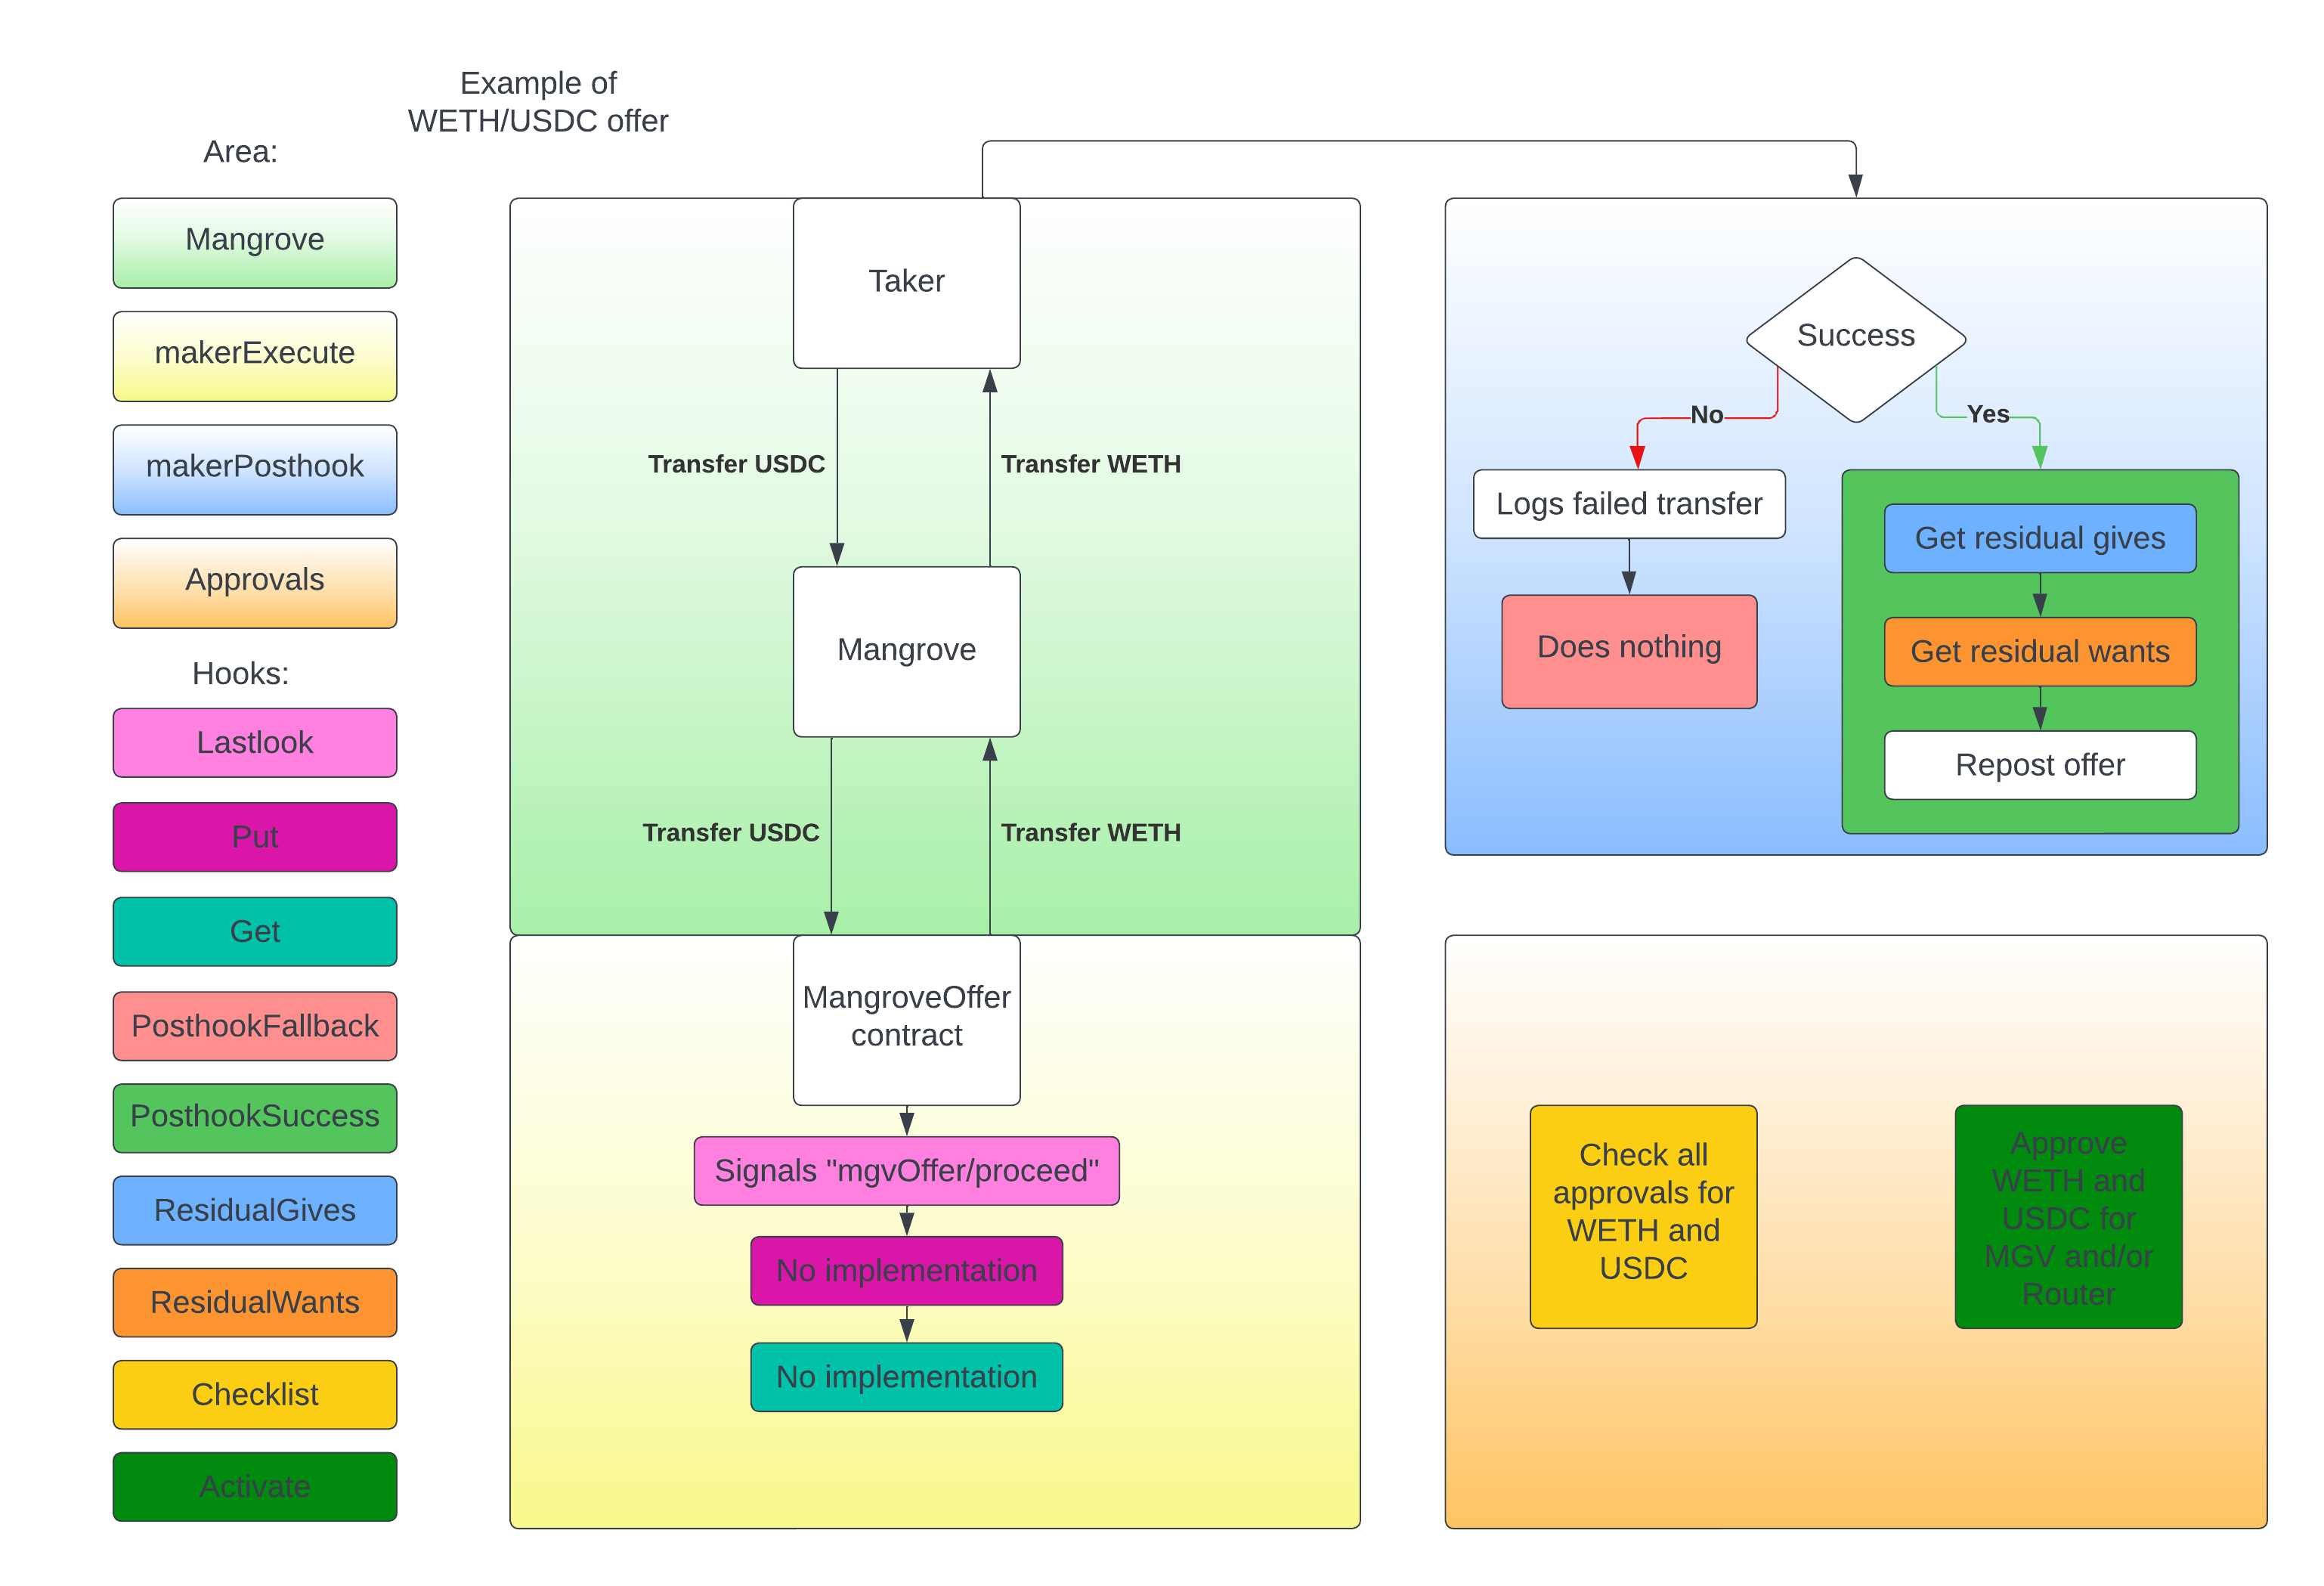 Example of
WETH/USDC offer
Area:
Mangrove
makerExecute
makerPosthook
Approvals
Hooks:
Lastlook
Put
Get
PosthookFallback
PosthookSuccess
ResidualGives
ResidualWants
Checklist
Activate
Taker
Transfer USDC
Transfer WETH
Mangrove
Transfer USDC
Transfer WETH
MangroveOffer
contract
Signals "mgvOffer/proceed"
No implementation
No implementation
Success
No
Yes
Logs failed transfer
Does nothing
Get residual gives
Get residual wants
Repost offer
Check all
approvals for
WETH and
USDC
Approve
WETH and
USDC for
MGV and/or
Router